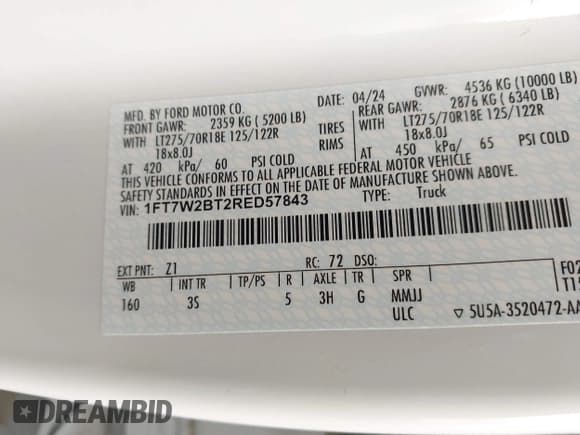 MFD. BY FORD MOTOR CO. DATE: 04/24 GVWR: 4536 KG (10000 LB)
FRONT GAWR: 2359 KG ( 5200 LB) REAR GAWR: 2876 KG ( 6340 LB)
WITH LT275/70R18E 125/122R TIRES WITH LT275/70R18E 125/122R
18x8.0J RIMS 18x8.0J
AT 420 kPa/ 60 PSI COLD AT 450 kPa/ 65 PSI COLD
THIS VEHICLE CONFORMS TO ALL APPLICABLE FEDERAL MOTOR VEHICLE
SAFETY STANDARDS IN EFFECT ON THE DATE OF MANUFACTURE SHOWN ABOVE.
VIN: 1FT7W2BT2RED57843 TYPE: Truck
EXT PNT: Z1 RC: 72 DSO:
WB INT TR TP/PS R AXLE TR SPR
160 3S 5 3H G MMJJ
ULC
F02
T15
▽ 5U5A-3520472-AA
DREAMBID